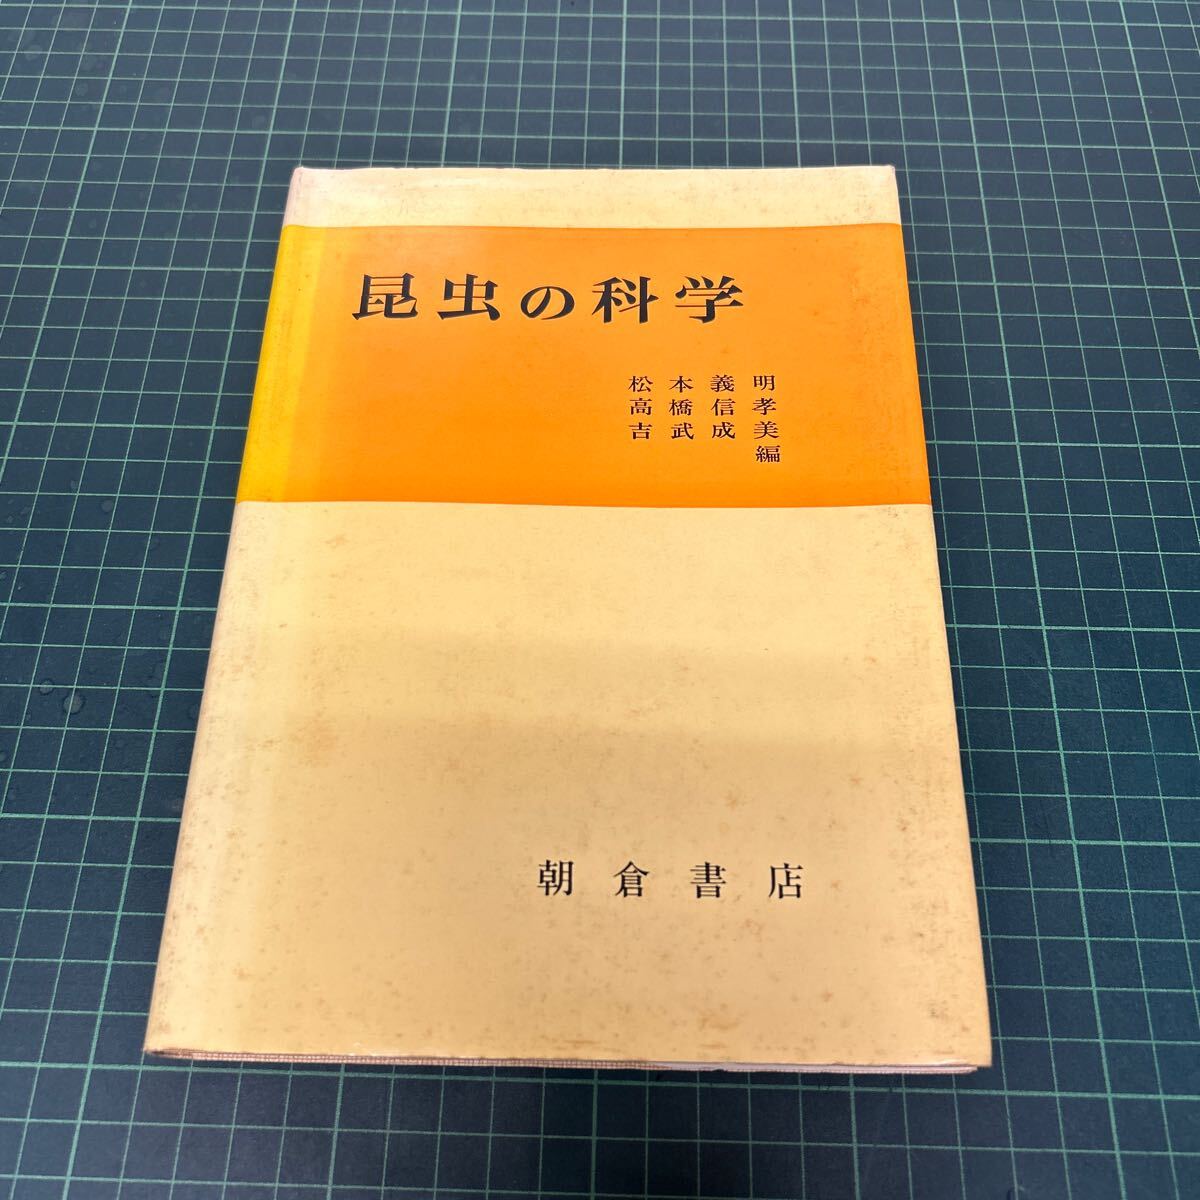 昆虫の科学
松本義明
高橋信孝
吉武成美
編
朝倉書店